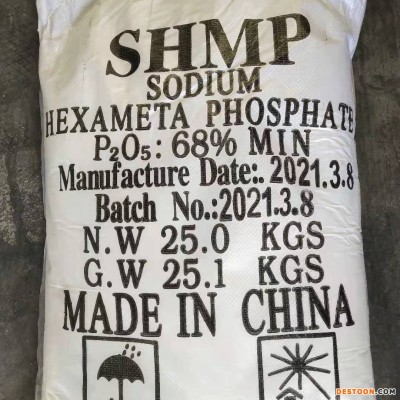 SHMP
SODIUM
HEXAMETA PHOSPHATE
P₂O₅: 68% MIN
Manufacture Date:. 2021.3.8
Batch No.:2021.3.8
N.W 25.0 KGS
G.W 25.1 KGS
MADE IN CHINA
DESTOON.COM